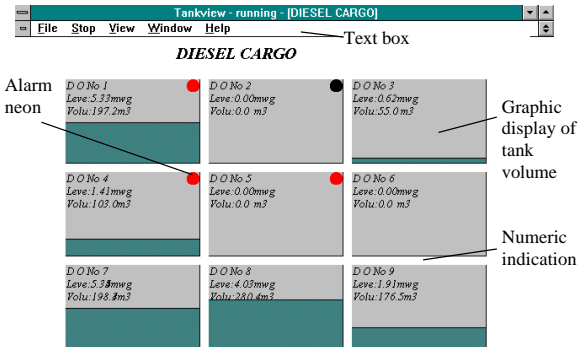 Tankview - running - [DIESEL CARGO]
File Stop View Window Help
Text box
DIESEL CARGO
Alarm
neon
D O No 1
Leve:5.33mwg
Volu:197.2m3
D O No 2
Leve:0.00mwg
Volu:0.0 m3
D O No 3
Leve:0.62mwg
Volu:55.0m3
Graphic
display of
tank
volume
D O No 4
Leve:1.41mwg
Volu:103.0m3
D O No 5
Leve:0.00mwg
Volu:0.0 m3
D O No 6
Leve:0.00mwg
Volu:0.0 m3
Numeric
indication
D O No 7
D O No 8
Leve:4.03mwg
Volu:280.4m3
D O No 9
Leve:1.91mwg
Volu:176.5m3